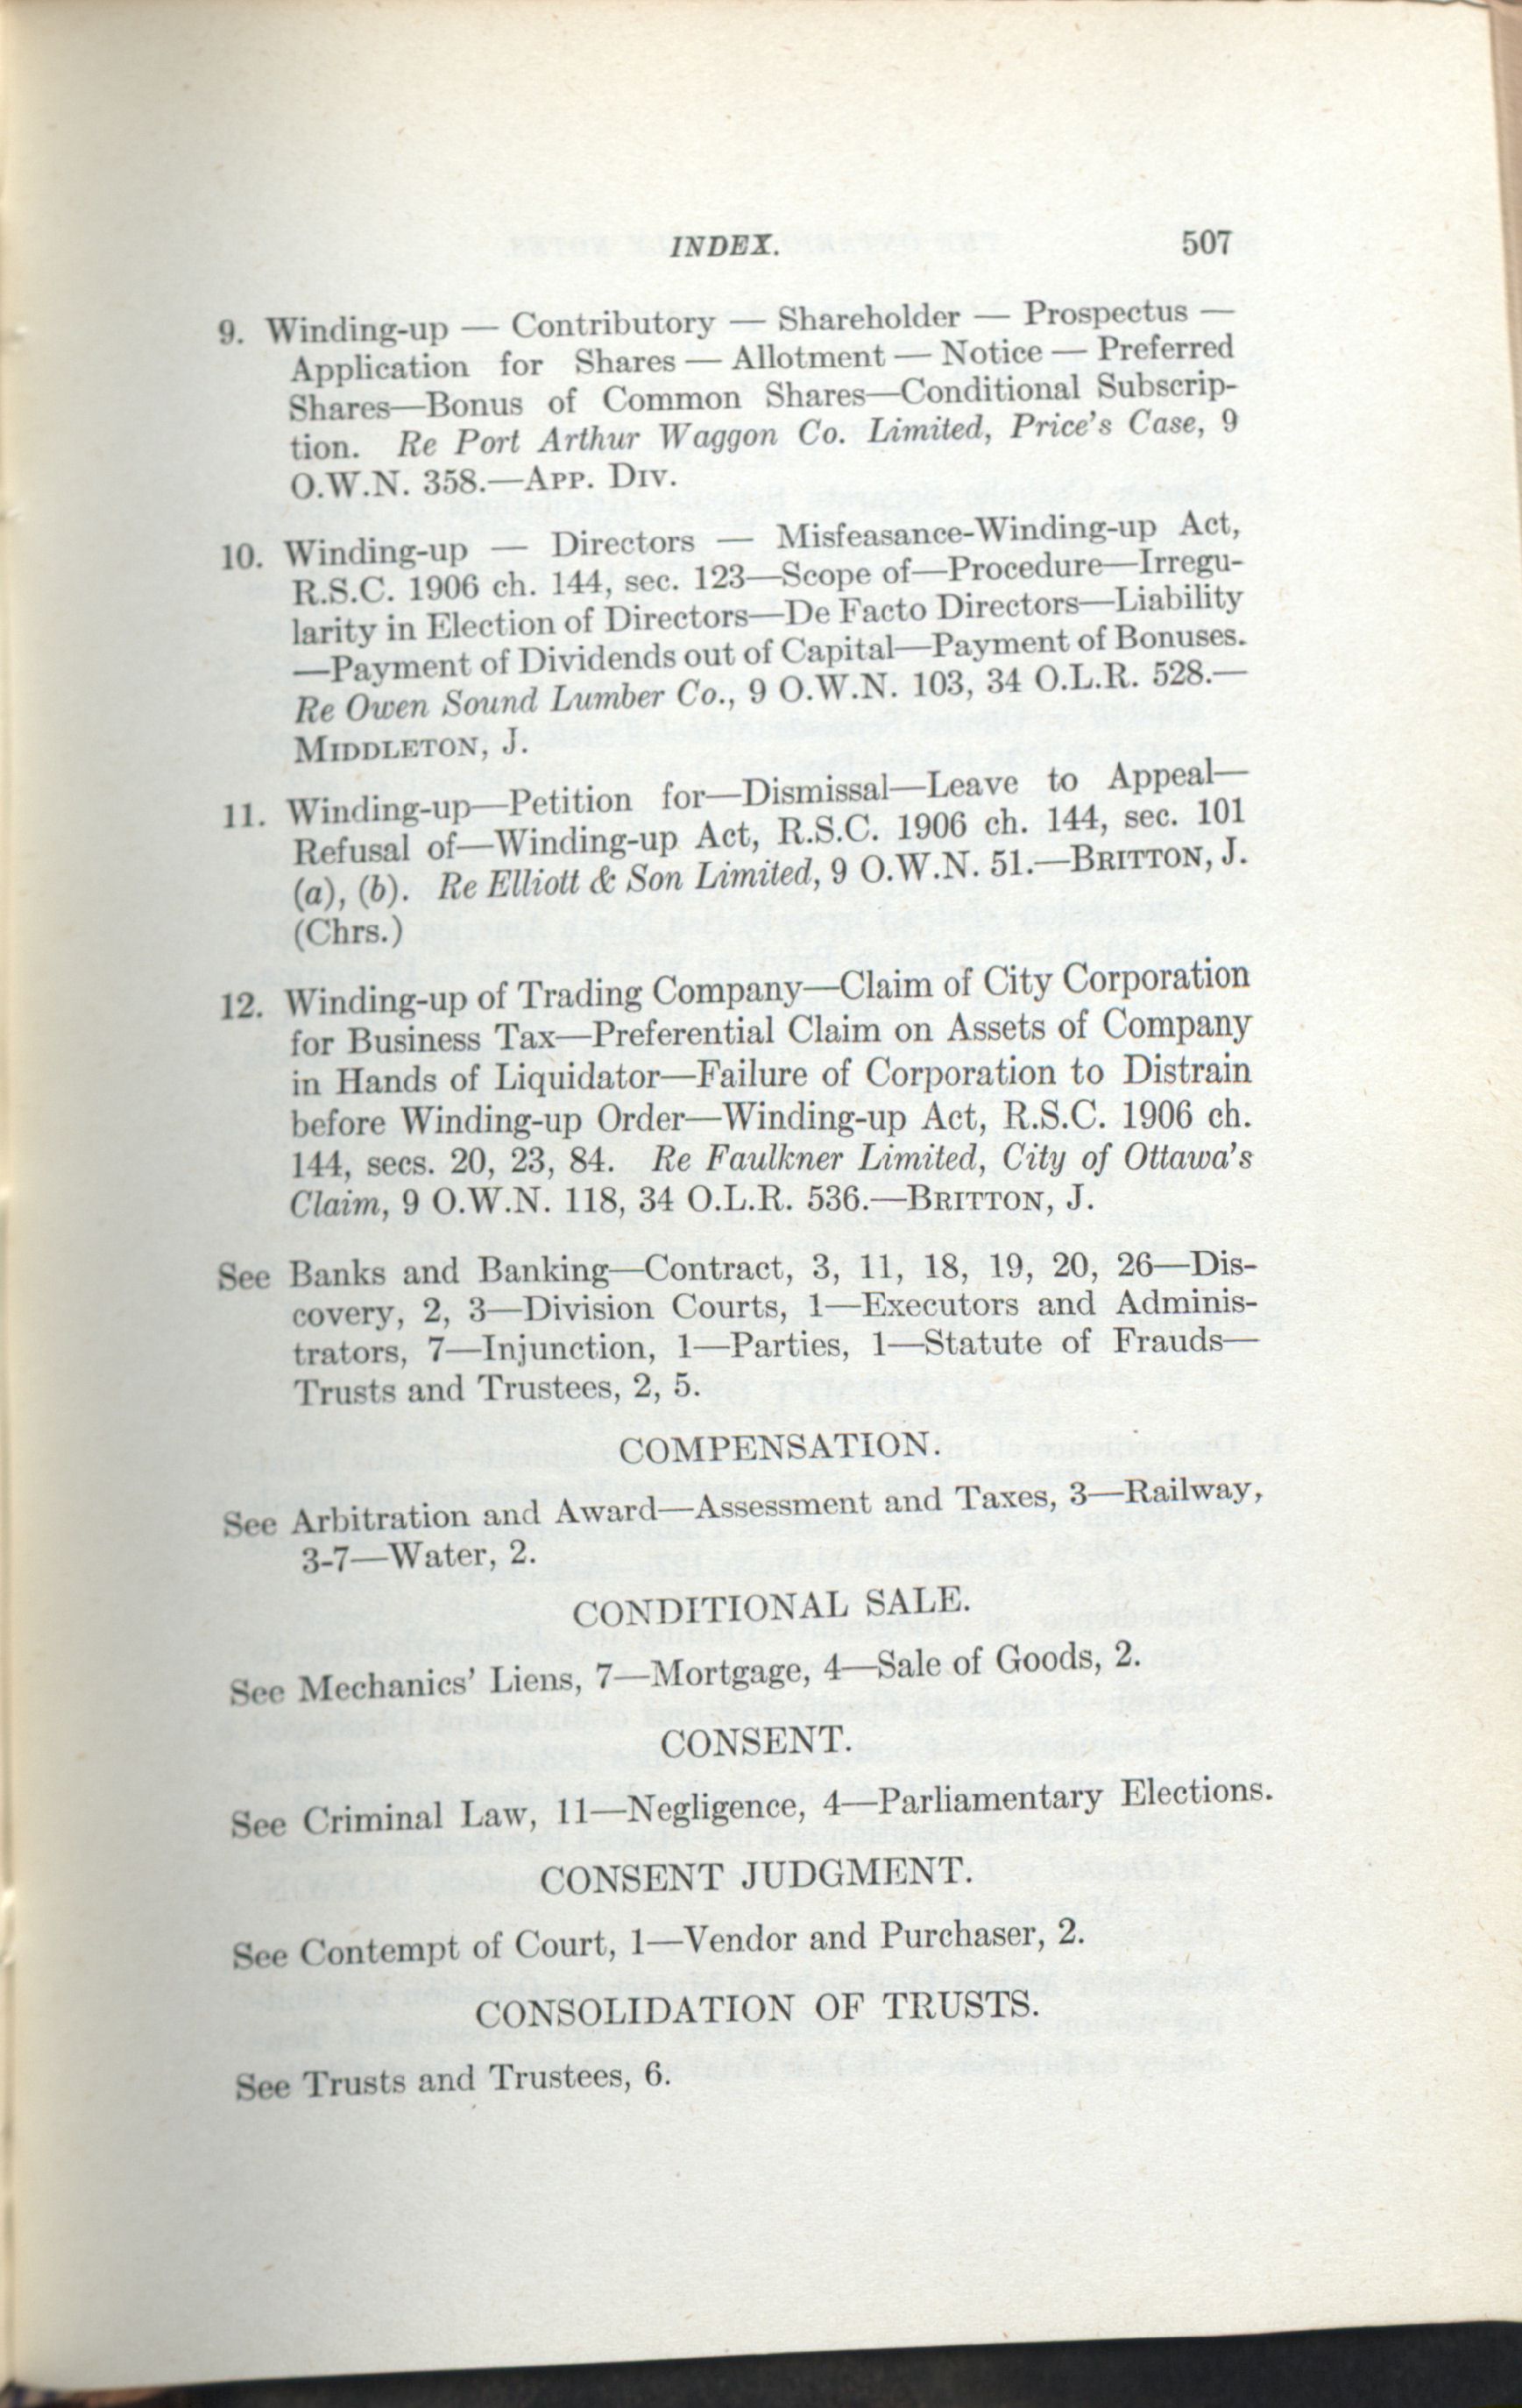 INDEX. 507
9. Winding-up — Contributory — Shareholder — Prospectus —
Application for Shares — Allotment — Notice — Preferred
Shares—Bonus of Common Shares—Conditional Subscrip-
tion. Re Port Arthur Waggon Co. Limited, Price's Case, 9
O.W.N. 358.—App. Div.
10. Winding-up — Directors — Misfeasance-Winding-up Act,
R.S.C. 1906 ch. 144, sec. 123—Scope of—Procedure—Irregu-
larity in Election of Directors—De Facto Directors—Liability
—Payment of Dividends out of Capital—Payment of Bonuses.
Re Owen Sound Lumber Co., 9 O.W.N. 103, 34 O.L.R. 528.—
Middleton, J.
11. Winding-up—Petition for—Dismissal—Leave to Appeal—
Refusal of—Winding-up Act, R.S.C. 1906 ch. 144, sec. 101
(a), (b). Re Elliott & Son Limited, 9 O.W.N. 51.—Britton, J.
(Chrs.)
12. Winding-up of Trading Company—Claim of City Corporation
for Business Tax—Preferential Claim on Assets of Company
in Hands of Liquidator—Failure of Corporation to Distrain
before Winding-up Order—Winding-up Act, R.S.C. 1906 ch.
144, secs. 20, 23, 84. Re Faulkner Limited, City of Ottawa's
Claim, 9 O.W.N. 118, 34 O.L.R. 536.—Britton, J.
See Banks and Banking—Contract, 3, 11, 18, 19, 20, 26—Dis-
covery, 2, 3—Division Courts, 1—Executors and Adminis-
trators, 7—Injunction, 1—Parties, 1—Statute of Frauds—
Trusts and Trustees, 2, 5.
COMPENSATION.
See Arbitration and Award—Assessment and Taxes, 3—Railway,
3-7—Water, 2.
CONDITIONAL SALE.
See Mechanics' Liens, 7—Mortgage, 4—Sale of Goods, 2.
CONSENT.
See Criminal Law, 11—Negligence, 4—Parliamentary Elections.
CONSENT JUDGMENT.
See Contempt of Court, 1—Vendor and Purchaser, 2.
CONSOLIDATION OF TRUSTS.
See Trusts and Trustees, 6.